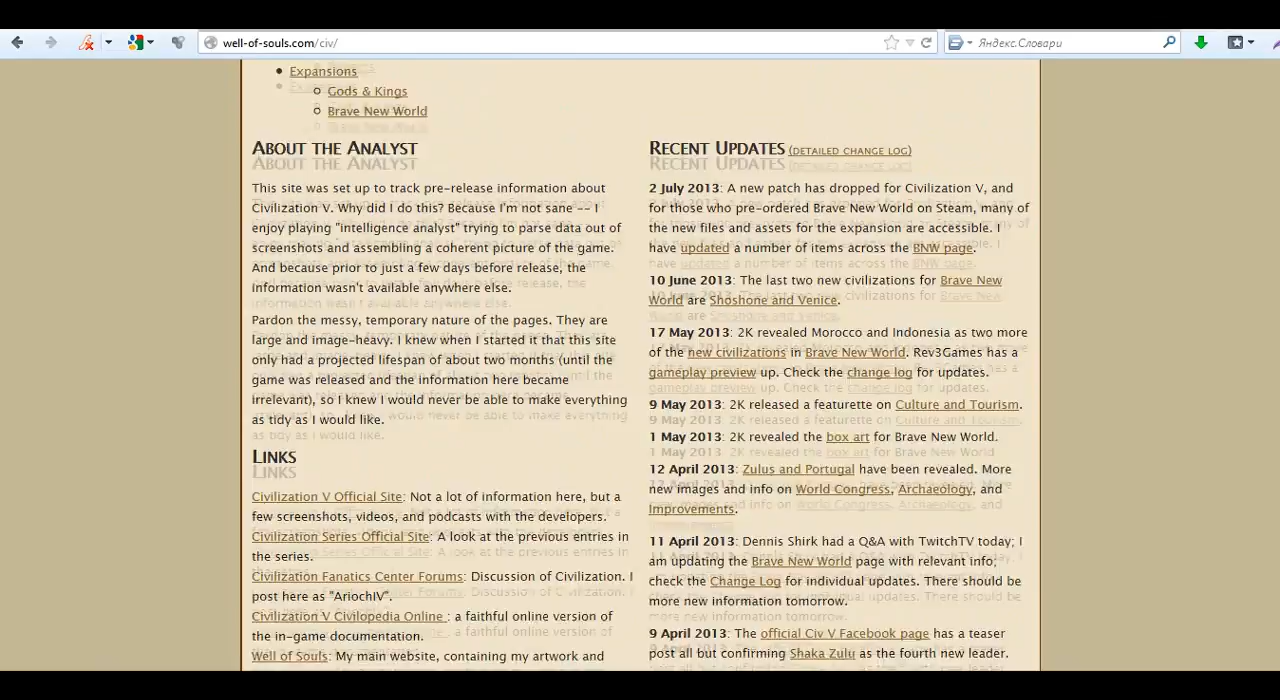 well-of-souls.com/civ/
Яндекс.Словари
Expansions
Gods & Kings
Brave New World
ABOUT THE ANALYST
This site was set up to track pre-release information about
Civilization V. Why did I do this? Because I'm not sane -- I
enjoy playing "intelligence analyst" trying to parse data out of
screenshots and assembling a coherent picture of the game.
And because prior to just a few days before release, the
information wasn't available anywhere else.
Pardon the messy, temporary nature of the pages. They are
large and image-heavy. I knew when I started it that this site
only had a projected lifespan of about two months (until the
game was released and the information here became
irrelevant), so I knew I would never be able to make everything
as tidy as I would like.
LINKS
Civilization V Official Site: Not a lot of information here, but a
few screenshots, videos, and podcasts with the developers.
Civilization Series Official Site: A look at the previous entries in
the series.
Civilization Fanatics Center Forums: Discussion of Civilization. I
post here as "AriochIV".
Civilization V Civilopedia Online : a faithful online version of
the in-game documentation.
Well of Souls: My main website, containing my artwork and
RECENT UPDATES (DETAILED CHANGE LOG)
2 July 2013: A new patch has dropped for Civilization V, and
for those who pre-ordered Brave New World on Steam, many of
the new files and assets for the expansion are accessible. I
have updated a number of items across the BNW page.
10 June 2013: The last two new civilizations for Brave New
World are Shoshone and Venice.
17 May 2013: 2K revealed Morocco and Indonesia as two more
of the new civilizations in Brave New World. Rev3Games has a
gameplay preview up. Check the change log for updates.
9 May 2013: 2K released a featurette on Culture and Tourism.
1 May 2013: 2K revealed the box art for Brave New World.
12 April 2013: Zulus and Portugal have been revealed. More
new images and info on World Congress, Archaeology, and
Improvements.
11 April 2013: Dennis Shirk had a Q&A with TwitchTV today; I
am updating the Brave New World page with relevant info;
check the Change Log for individual updates. There should be
more new information tomorrow.
9 April 2013: The official Civ V Facebook page has a teaser
post all but confirming Shaka Zulu as the fourth new leader.